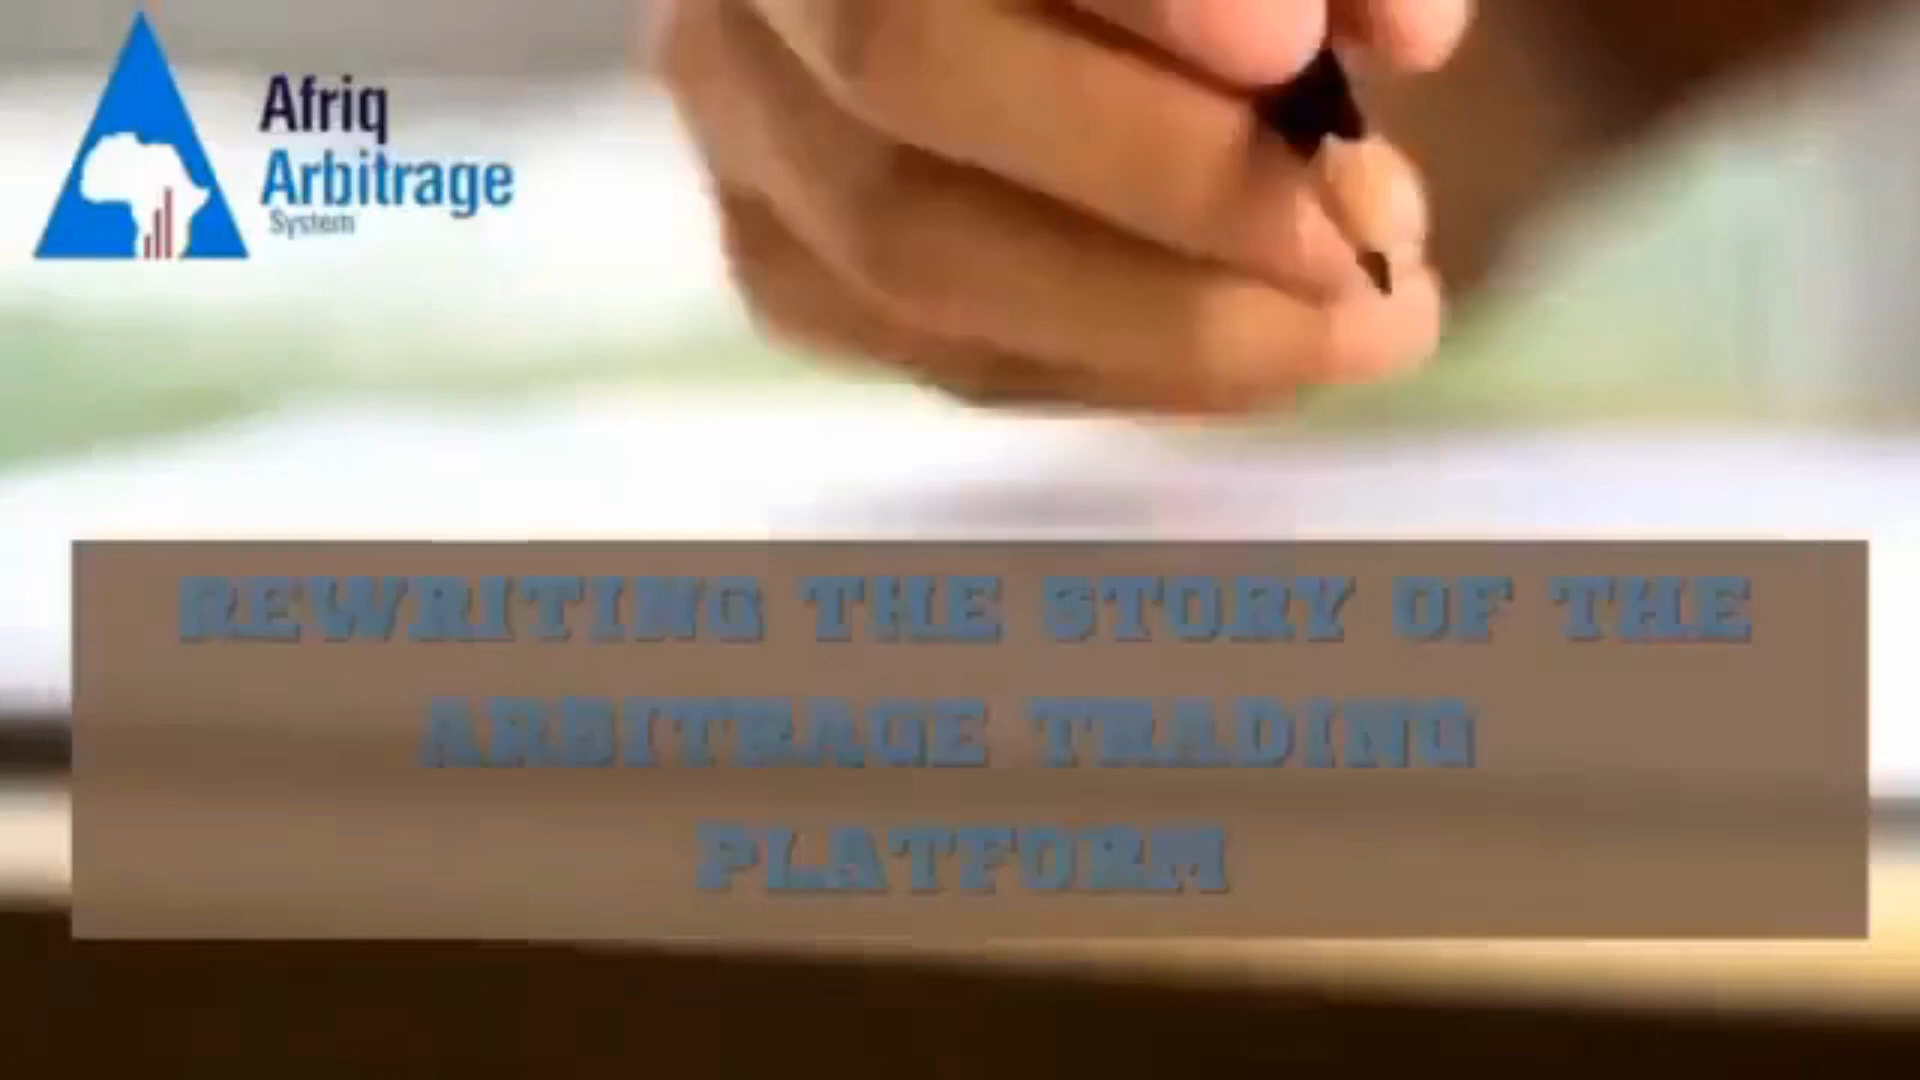 Afriq
Arbitrage
System
REWRITING THE STORY OF THE
ARBITRAGE TRADING
PLATFORM